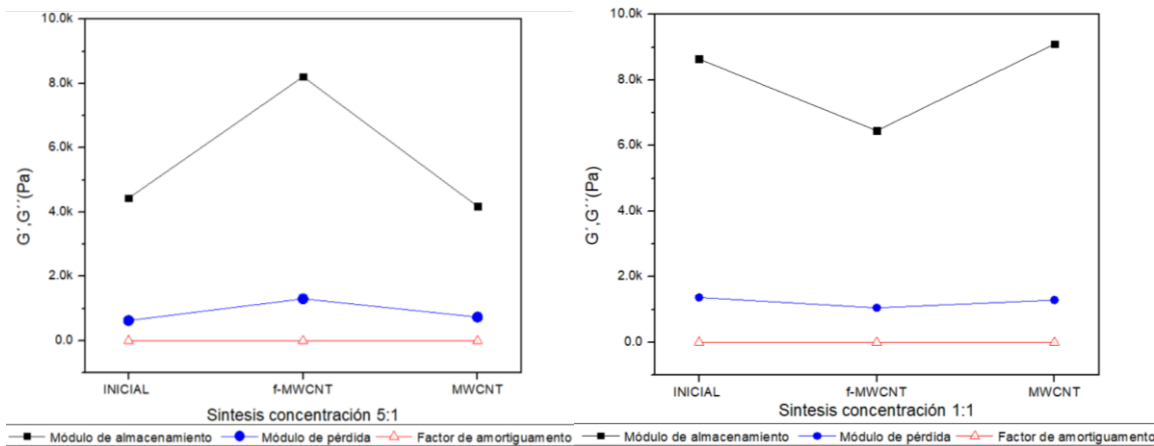 10.0k
8.0k
6.0k
4.0k
2.0k
0.0
G´,G´´(Pa)
INICIAL f-MWCNT MWCNT
Sintesis concentración 5:1
Módulo de almacenamiento Módulo de pérdida Factor de amortiguamento
10.0k
8.0k
6.0k
4.0k
2.0k
0.0
G´,G´´(Pa)
INICIAL f-MWCNT MWCNT
Sintesis concentración 1:1
Módulo de almacenamiento Módulo de pérdida Factor de amortiguamento